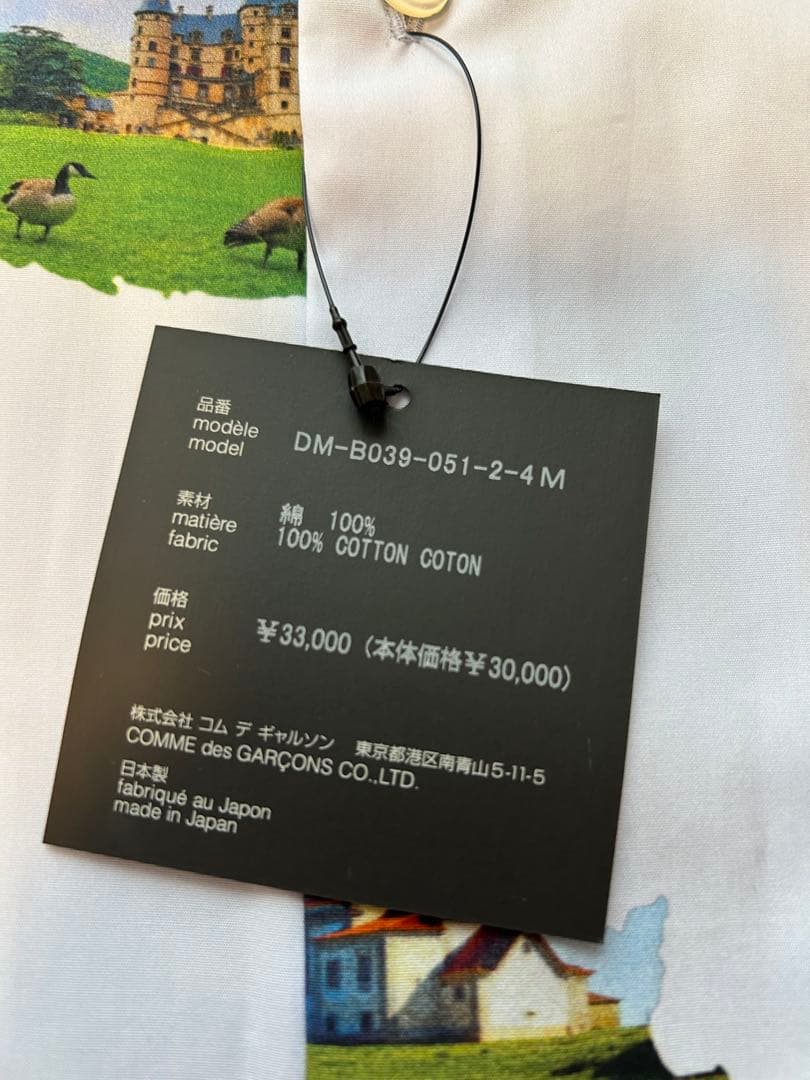 品番
modèle
model
DM-B039-051-2-4 M
素材
matière
fabric
綿 100%
100% COTTON COTON
価格
prix
price
¥33,000 (本体価格¥30,000)
株式会社 コム デ ギャルソン 東京都港区南青山5-11-5
COMME des GARÇONS CO.,LTD.
日本製
fabriqué au Japon
made in Japan